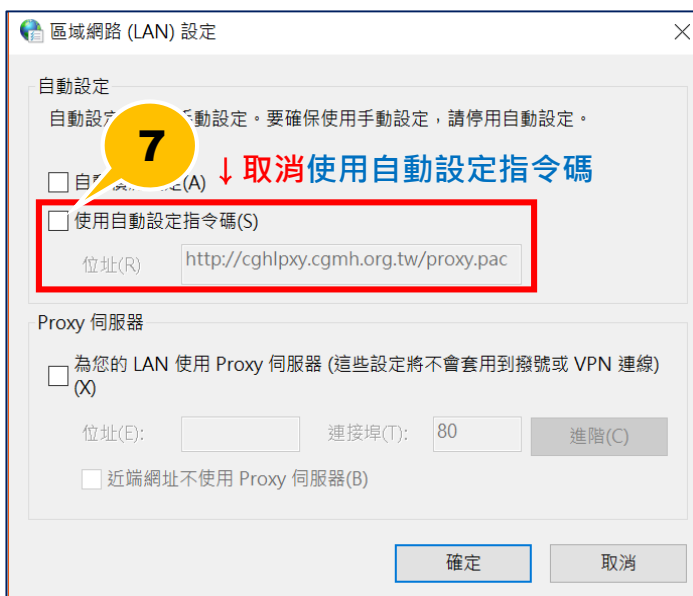 區域網路 (LAN) 設定
自動設定
自動設定 手動設定。要確保使用手動設定，請停用自動設定。
7
↓取消使用自動設定指令碼
自 定(A)
使用自動設定指令碼(S)
位址(R)
http://cghlpxy.cgmh.org.tw/proxy.pac
Proxy 伺服器
為您的 LAN 使用 Proxy 伺服器 (這些設定將不會套用到撥號或 VPN 連線)
(X)
位址(E):
連接埠(T):
80
進階(C)
近端網址不使用 Proxy 伺服器(B)
確定
取消